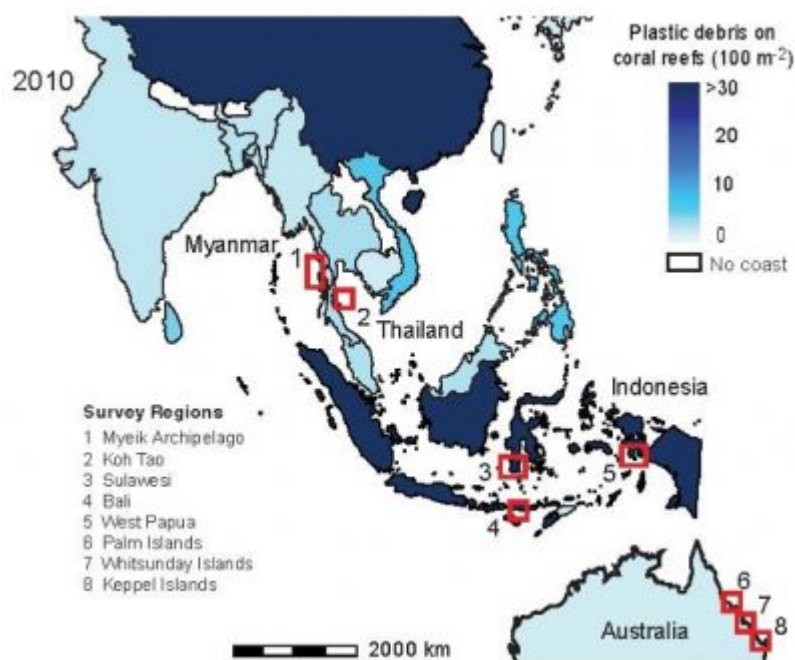 2010
Plastic debris on
coral reefs (100 m-2)
>30
20
10
0
No coast
Myanmar
1
2
Thailand
Indonesia
3
4
5
Survey Regions
1 Myeik Archipelago
2 Koh Tao
3 Sulawesi
4 Bali
5 West Papua
6 Palm Islands
7 Whitsunday Islands
8 Keppel Islands
6
7
8
Australia
2000 km